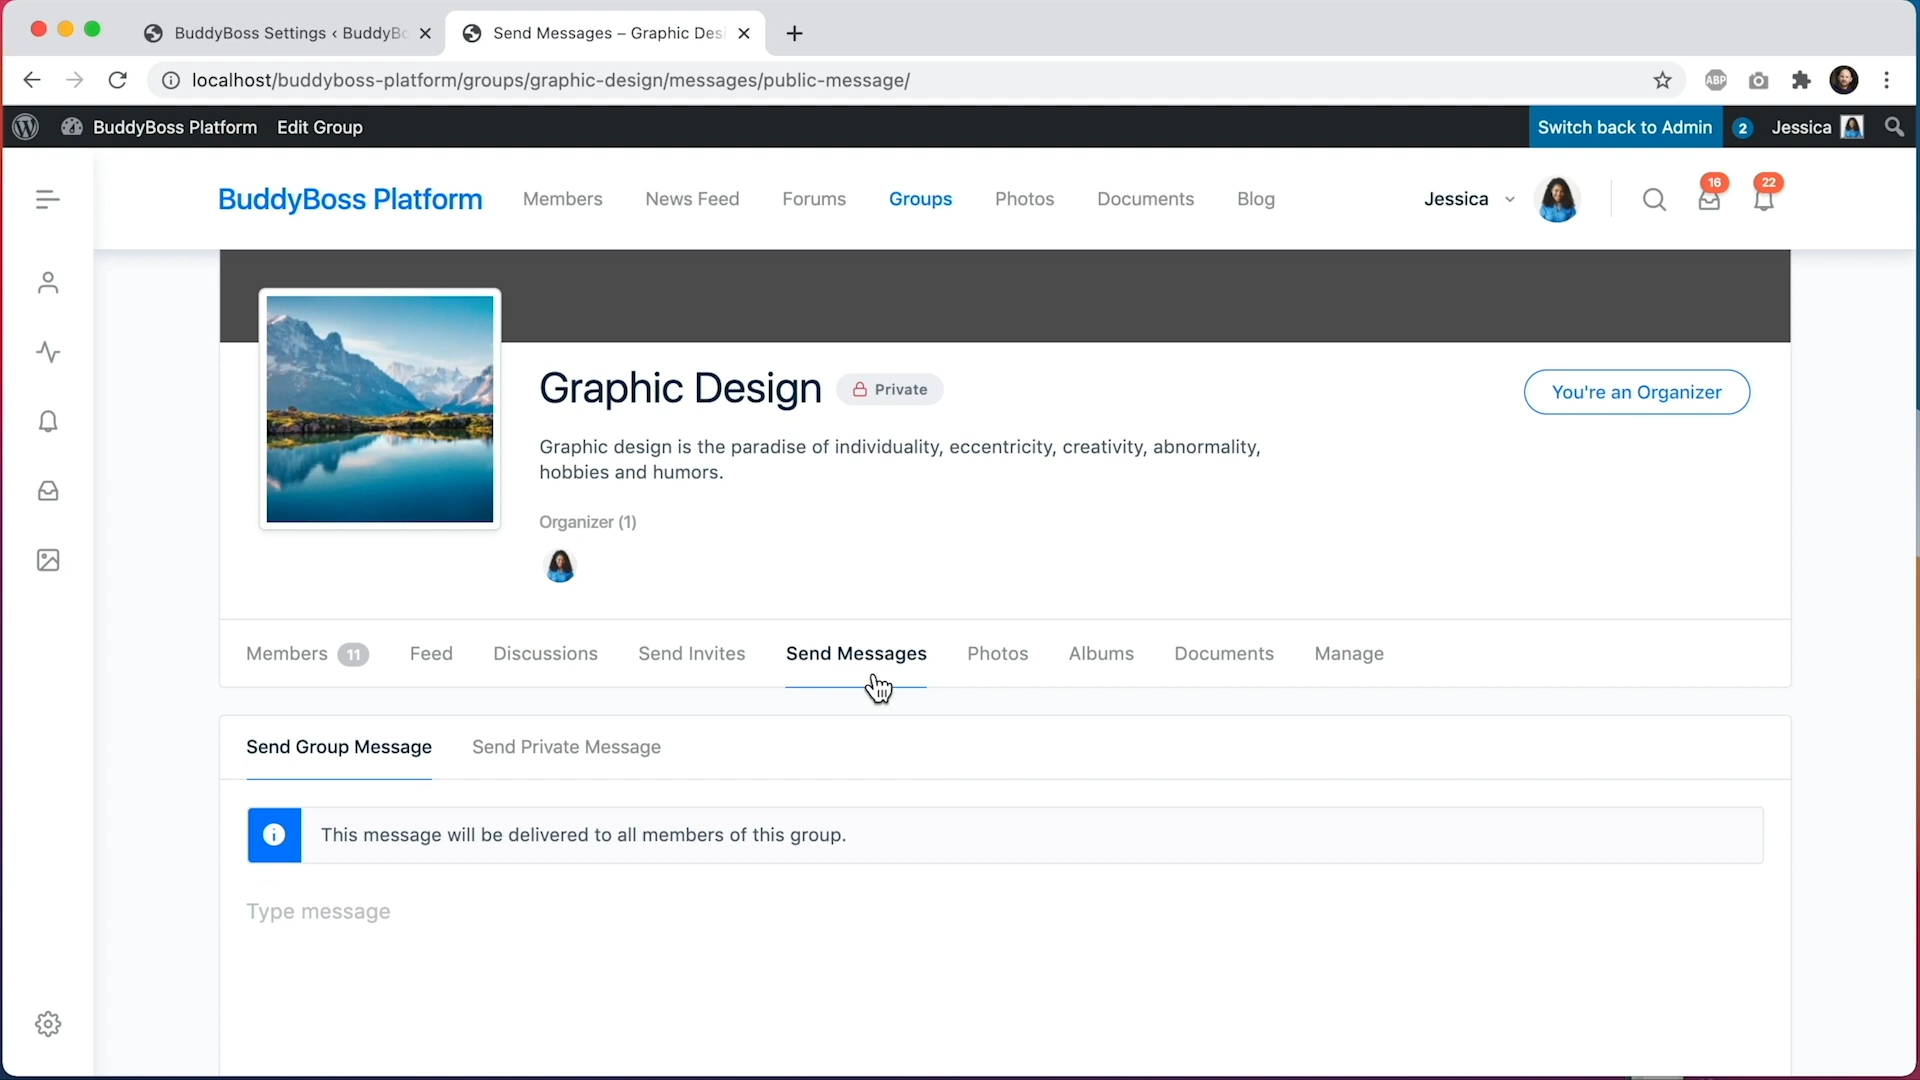 BuddyBoss Settings ‹ BuddyBo
Send Messages – Graphic Des
localhost/buddyboss-platform/groups/graphic-design/messages/public-message/
ABP
BuddyBoss Platform Edit Group Switch back to Admin 2 Jessica
BuddyBoss Platform Members News Feed Forums Groups Photos Documents Blog Jessica 16 22
Graphic Design Private You're an Organizer
Graphic design is the paradise of individuality, eccentricity, creativity, abnormality,
hobbies and humors.
Organizer (1)
Members 11 Feed Discussions Send Invites Send Messages Photos Albums Documents Manage
Send Group Message Send Private Message
This message will be delivered to all members of this group.
Type message